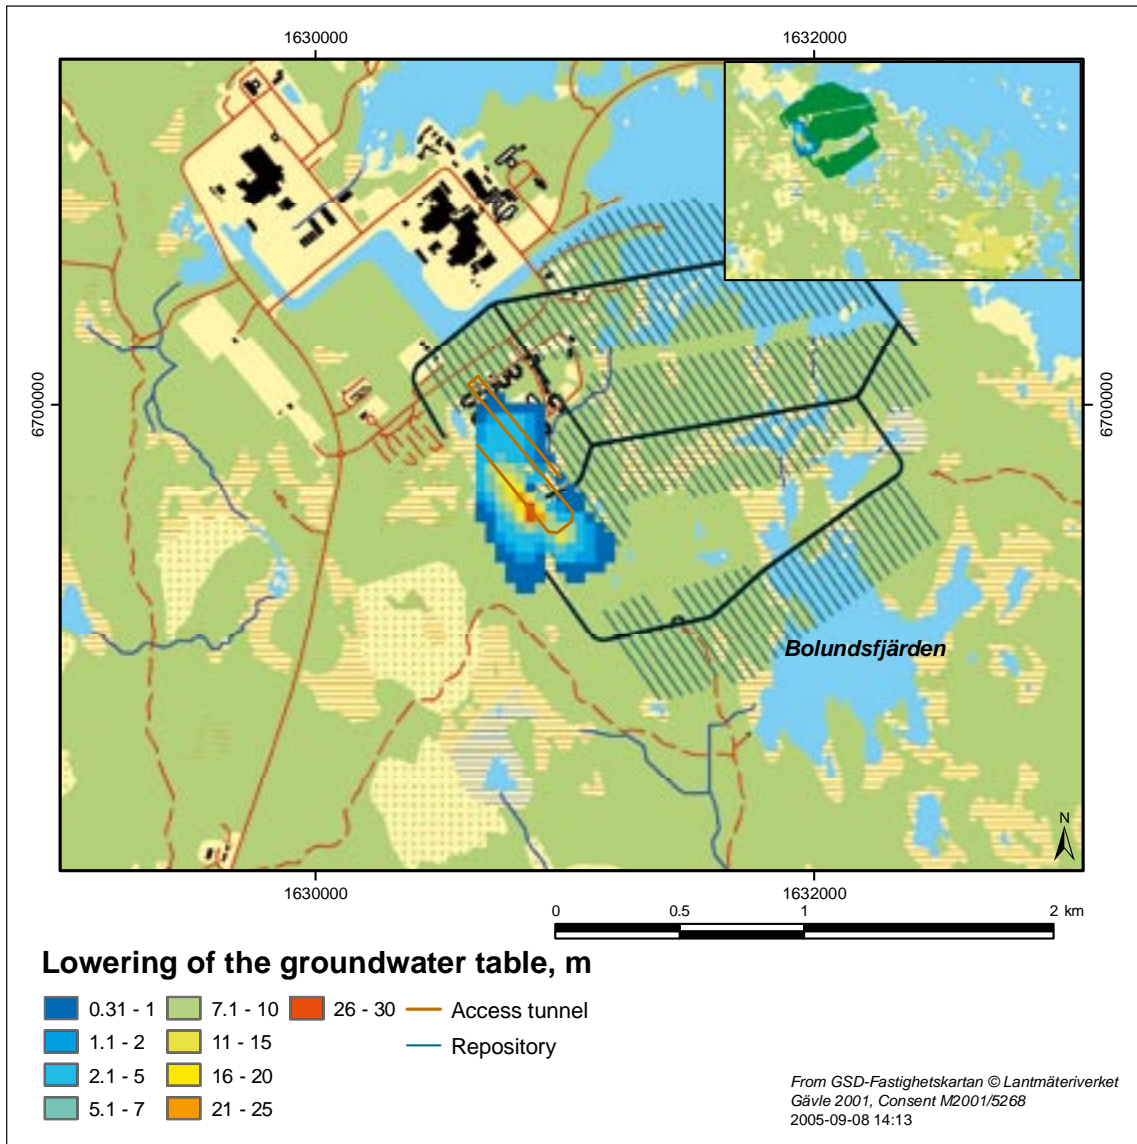 1630000
1632000
6700000
6700000
Bolundsfjärden
N
1630000
1632000
0
0.5
1
2 km
Lowering of the groundwater table, m
0.31 - 1
7.1 - 10
26 - 30
Access tunnel
1.1 - 2
11 - 15
Repository
2.1 - 5
16 - 20
5.1 - 7
21 - 25
From GSD-Fastighetskartan © Lantmäteriverket
Gävle 2001, Consent M2001/5268
2005-09-08 14:13